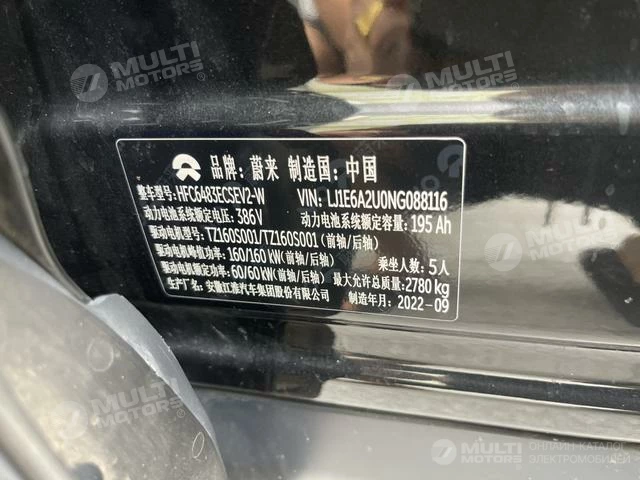 MULTI
MOTORS
MULTI
MOTORS
品牌: 蔚来 制造国: 中国
整车型号: HFC6483ECSEV2-W VIN: LJ1E6A2U0NG088116
动力电池系统额定电压: 386V 动力电池系统额定容量: 195 Ah
驱动电机型号: TZ160S001/TZ160S001 (前轴/后轴)
驱动电机峰值功率: 160/160 kW(前轴/后轴) 乘坐人数: 5人
驱动电机额定功率: 60/60 kW(前轴/后轴) 最大允许总质量: 2780 kg
生产厂名: 安徽江淮汽车集团股份有限公司 制造年月: 2022-09
MULTI
MOTORS
MULTI
MOTORS
ОНЛАЙН-КАТАЛОГ
ЭЛЕКТРОМОБИЛЕЙ